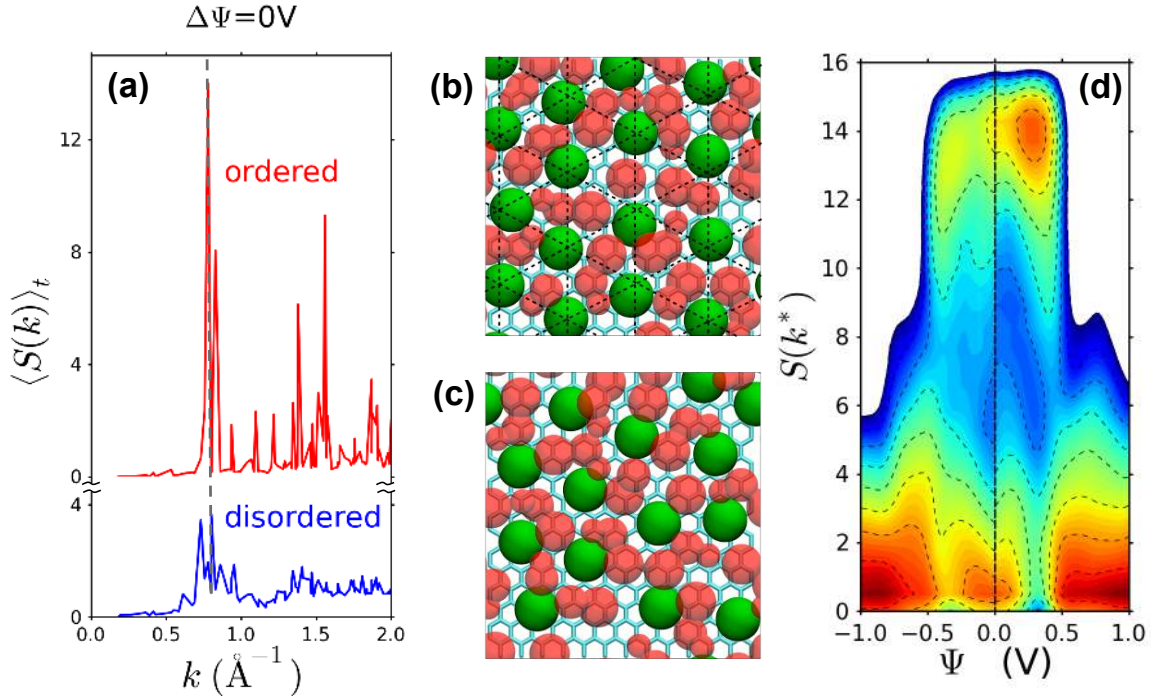 ΔΨ=0V
(a)
ordered
disordered
⟨S(k)⟩ₜ
12
8
4
0
4
0
0.0 0.5 1.0 1.5 2.0
k (Å⁻¹)
(b)
(c)
(d)
S(k*)
16
14
12
10
8
6
4
2
0
−1.0 −0.5 0.0 0.5 1.0
Ψ (V)